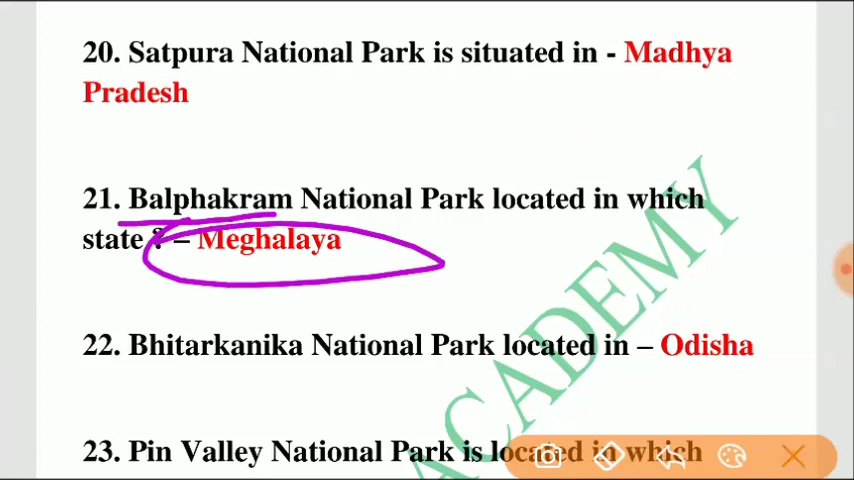 20. Satpura National Park is situated in - Madhya
Pradesh
21. Balphakram National Park located in which
state ? – Meghalaya
22. Bhitarkanika National Park located in – Odisha
23. Pin Valley National Park is located in which
ACADEMY